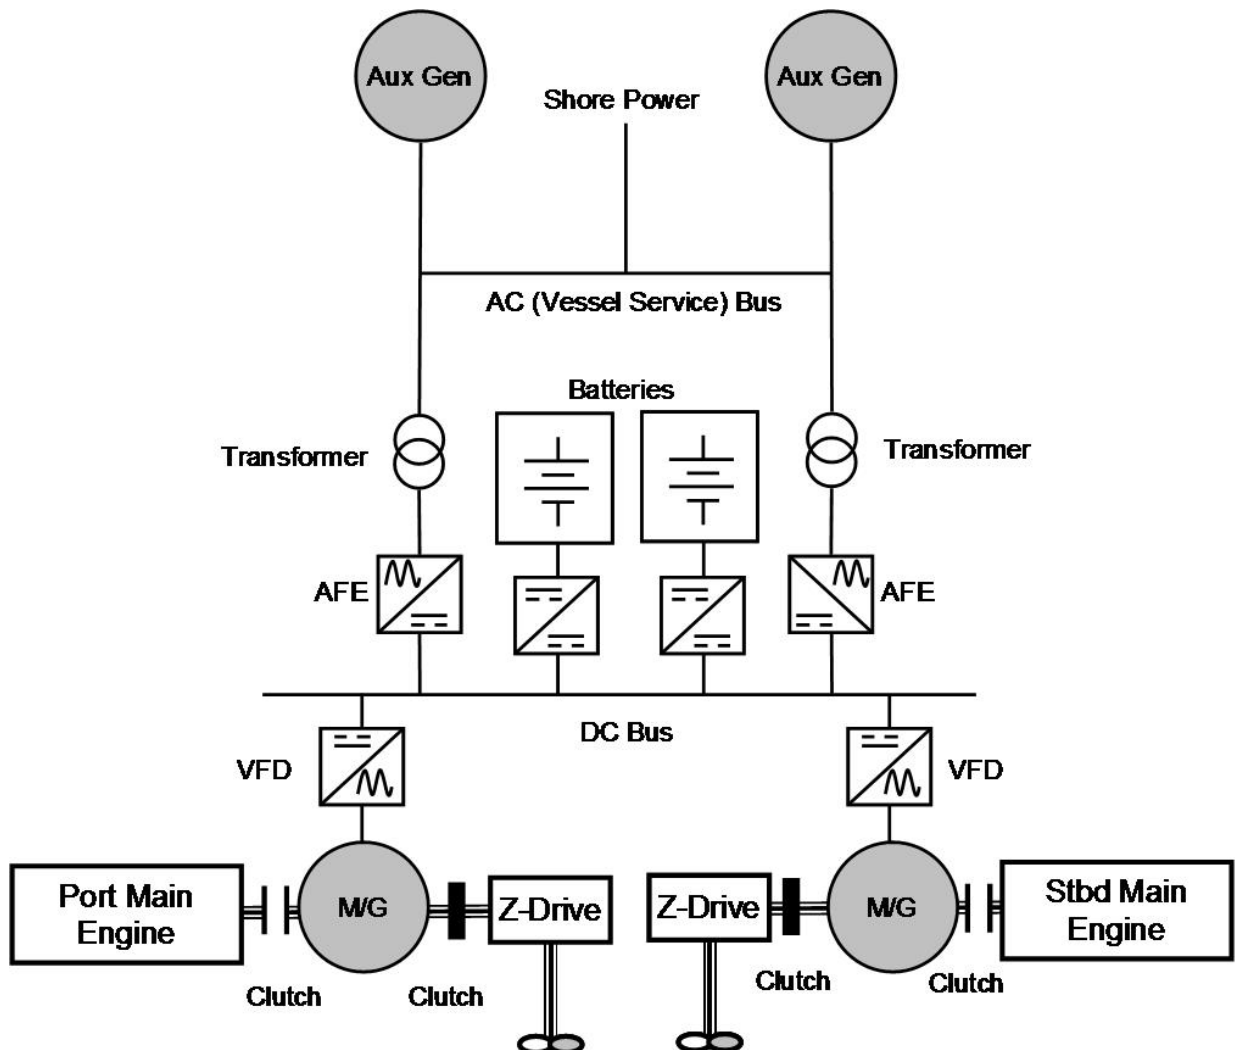 Aux Gen
Aux Gen
Shore Power
AC (Vessel Service) Bus
Batteries
Transformer
Transformer
AFE
AFE
DC Bus
VFD
VFD
Port Main
Engine
M/G
Z-Drive
Z-Drive
M/G
Stbd Main
Engine
Clutch
Clutch
Clutch
Clutch